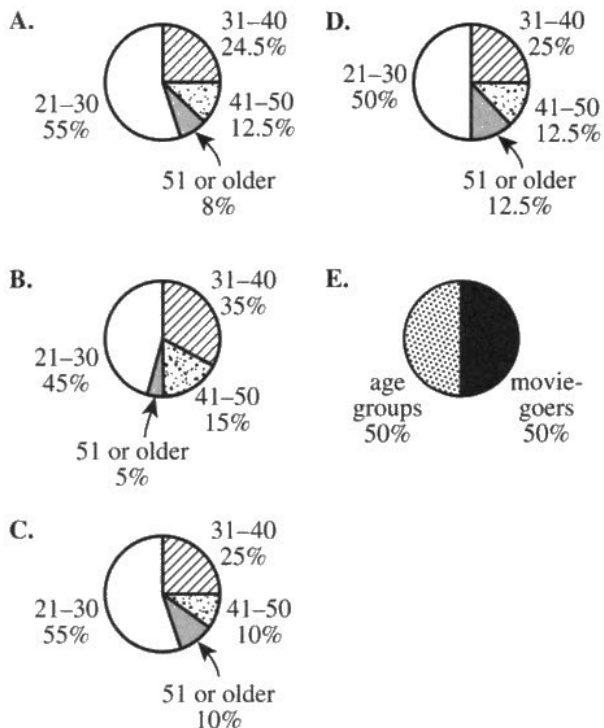 A.
31–40
24.5%
21–30
55%
41–50
12.5%
51 or older
8%
B.
31–40
35%
21–30
45%
41–50
15%
51 or older
5%
C.
31–40
25%
21–30
55%
41–50
10%
51 or older
10%
D.
31–40
25%
21–30
50%
41–50
12.5%
51 or older
12.5%
E.
age
groups
50%
movie-
goers
50%